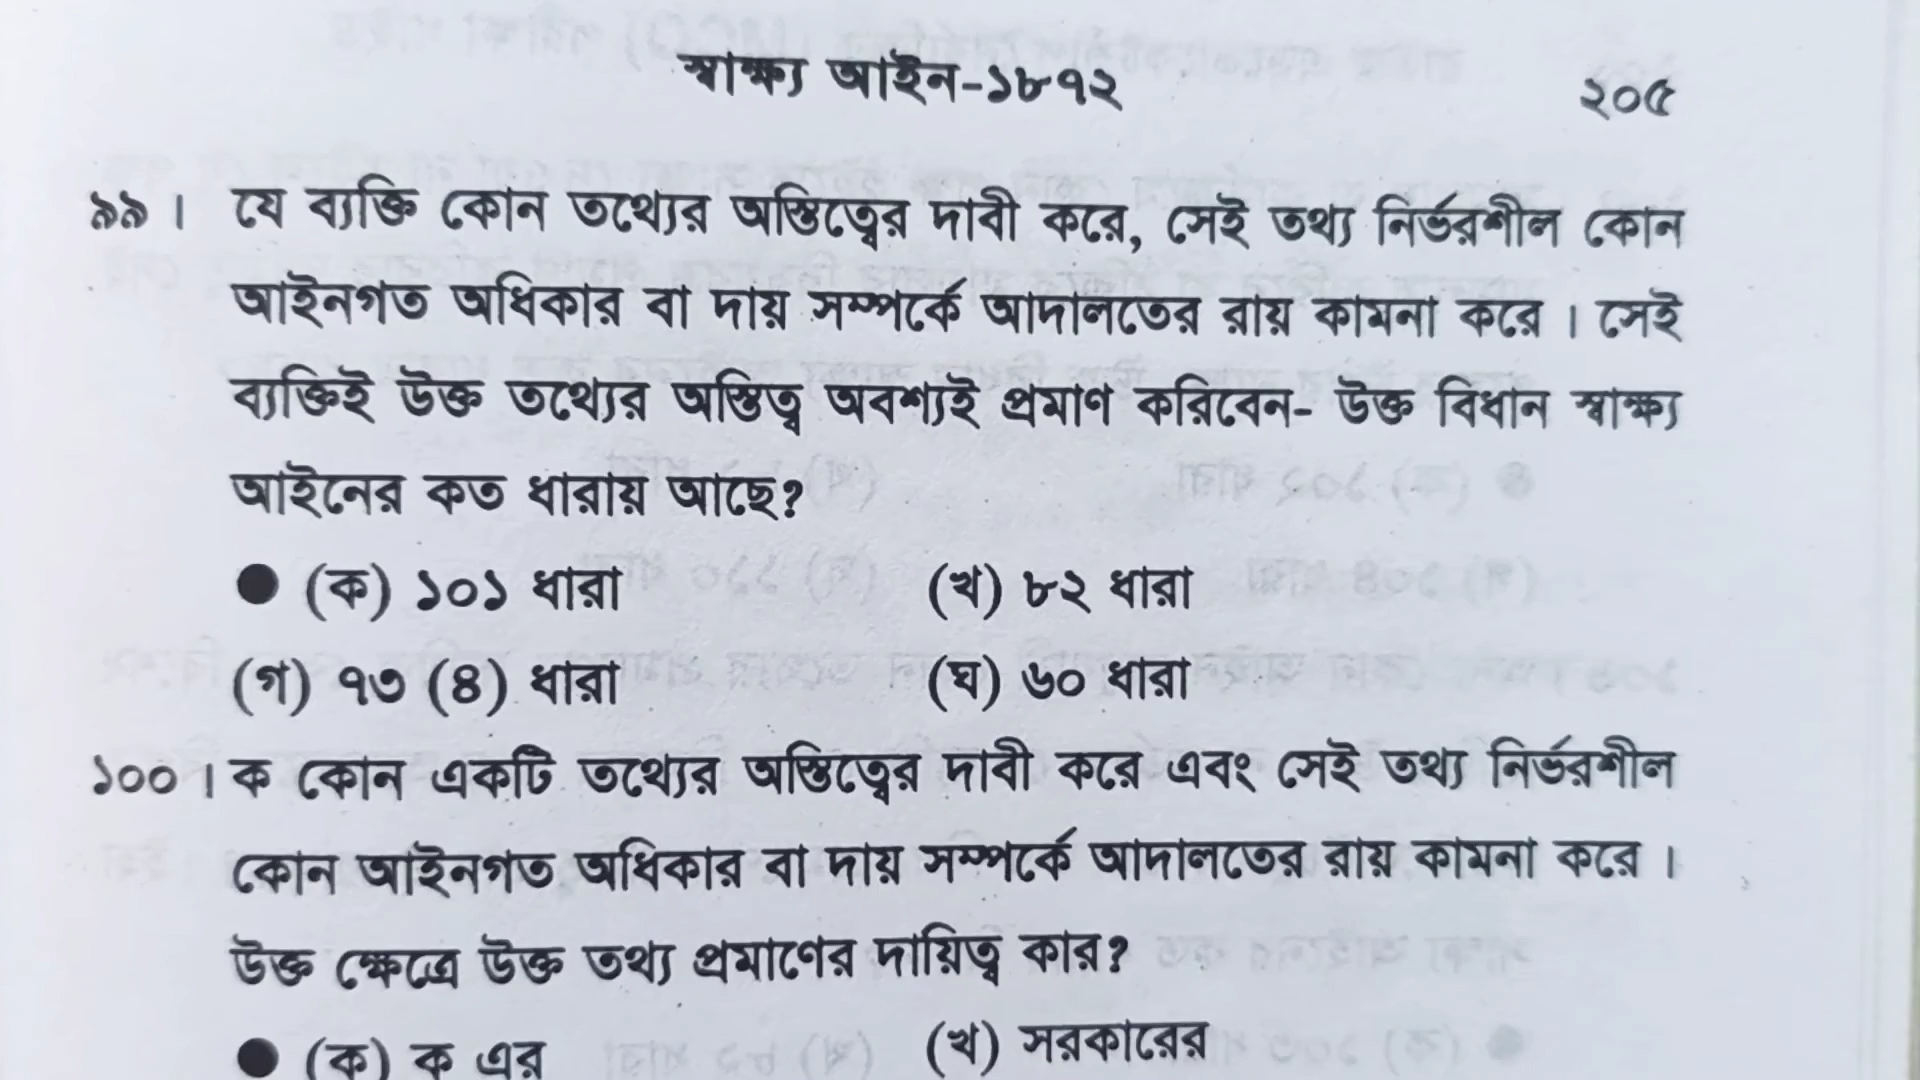 স্বাক্ষ্য আইন-১৮৭২ ২০৫
৯৯। যে ব্যক্তি কোন তথ্যের অস্তিত্বের দাবী করে, সেই তথ্য নির্ভরশীল কোন
আইনগত অধিকার বা দায় সম্পর্কে আদালতের রায় কামনা করে। সেই
ব্যক্তিই উক্ত তথ্যের অস্তিত্ব অবশ্যই প্রমাণ করিবেন- উক্ত বিধান স্বাক্ষ্য
আইনের কত ধারায় আছে?
● (ক) ১০১ ধারা (খ) ৮২ ধারা
(গ) ৭৩ (৪) ধারা (ঘ) ৬০ ধারা
১০০। ক কোন একটি তথ্যের অস্তিত্বের দাবী করে এবং সেই তথ্য নির্ভরশীল
কোন আইনগত অধিকার বা দায় সম্পর্কে আদালতের রায় কামনা করে।
উক্ত ক্ষেত্রে উক্ত তথ্য প্রমাণের দায়িত্ব কার?
● (ক) ক এর (খ) সরকারের